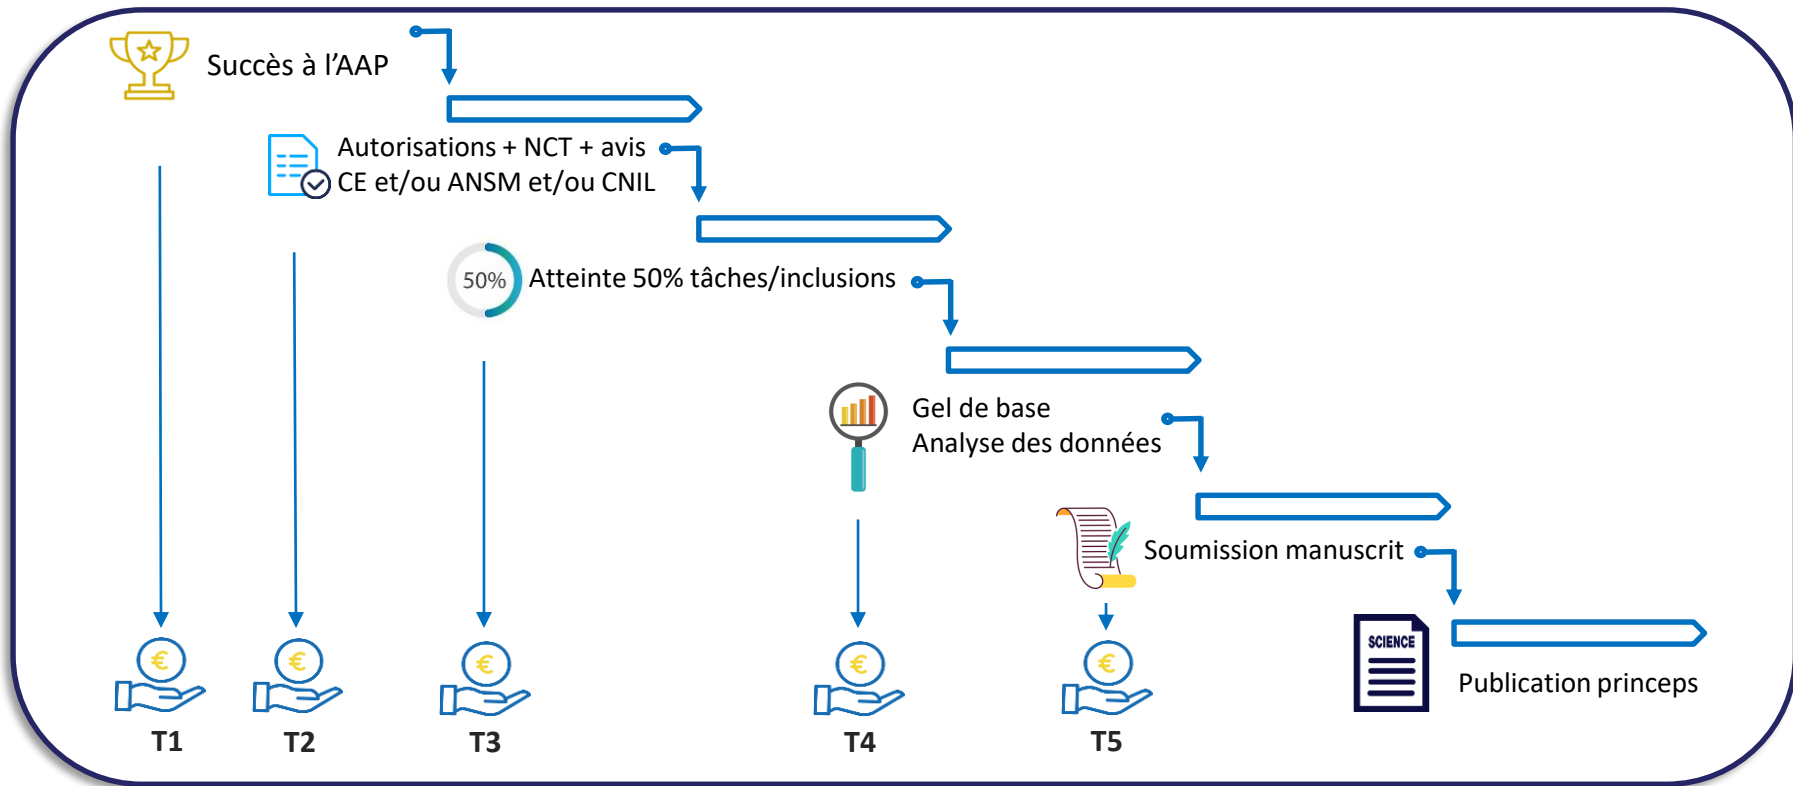 Succès à l'AAP
Autorisations + NCT + avis
CE et/ou ANSM et/ou CNIL
50%
Atteinte 50% tâches/inclusions
Gel de base
Analyse des données
Soumission manuscrit
SCIENCE
Publication princeps
€
€
€
€
€
T1
T2
T3
T4
T5